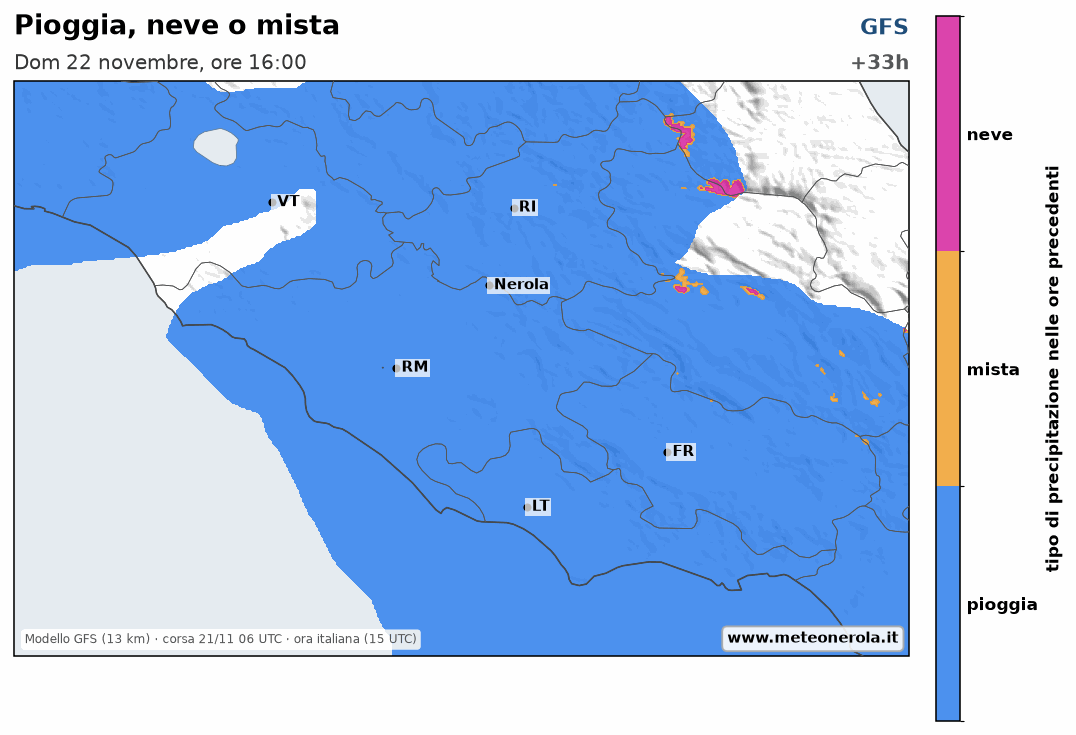 Pioggia, neve o mista
GFS
Dom 22 novembre, ore 16:00
+33h
neve
mista
pioggia
tipo di precipitazione nelle ore precedenti
VT
RI
Nerola
RM
FR
LT
Modello GFS (13 km) · corsa 21/11 06 UTC · ora italiana (15 UTC)
www.meteonerola.it